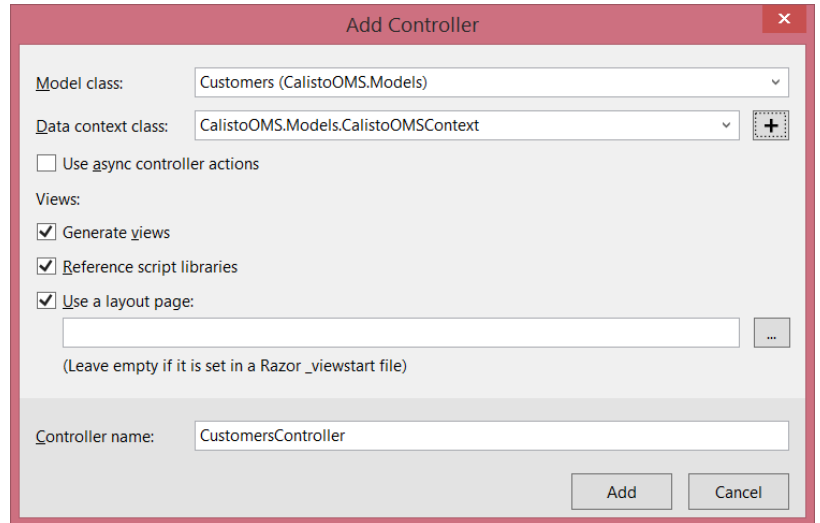 Add Controller
Model class: Customers (CalistoOMS.Models)
Data context class: CalistoOMS.Models.CalistoOMSContext +
Use async controller actions
Views:
Generate views
Reference script libraries
Use a layout page:
...
(Leave empty if it is set in a Razor _viewstart file)
Controller name: CustomersController
Add Cancel